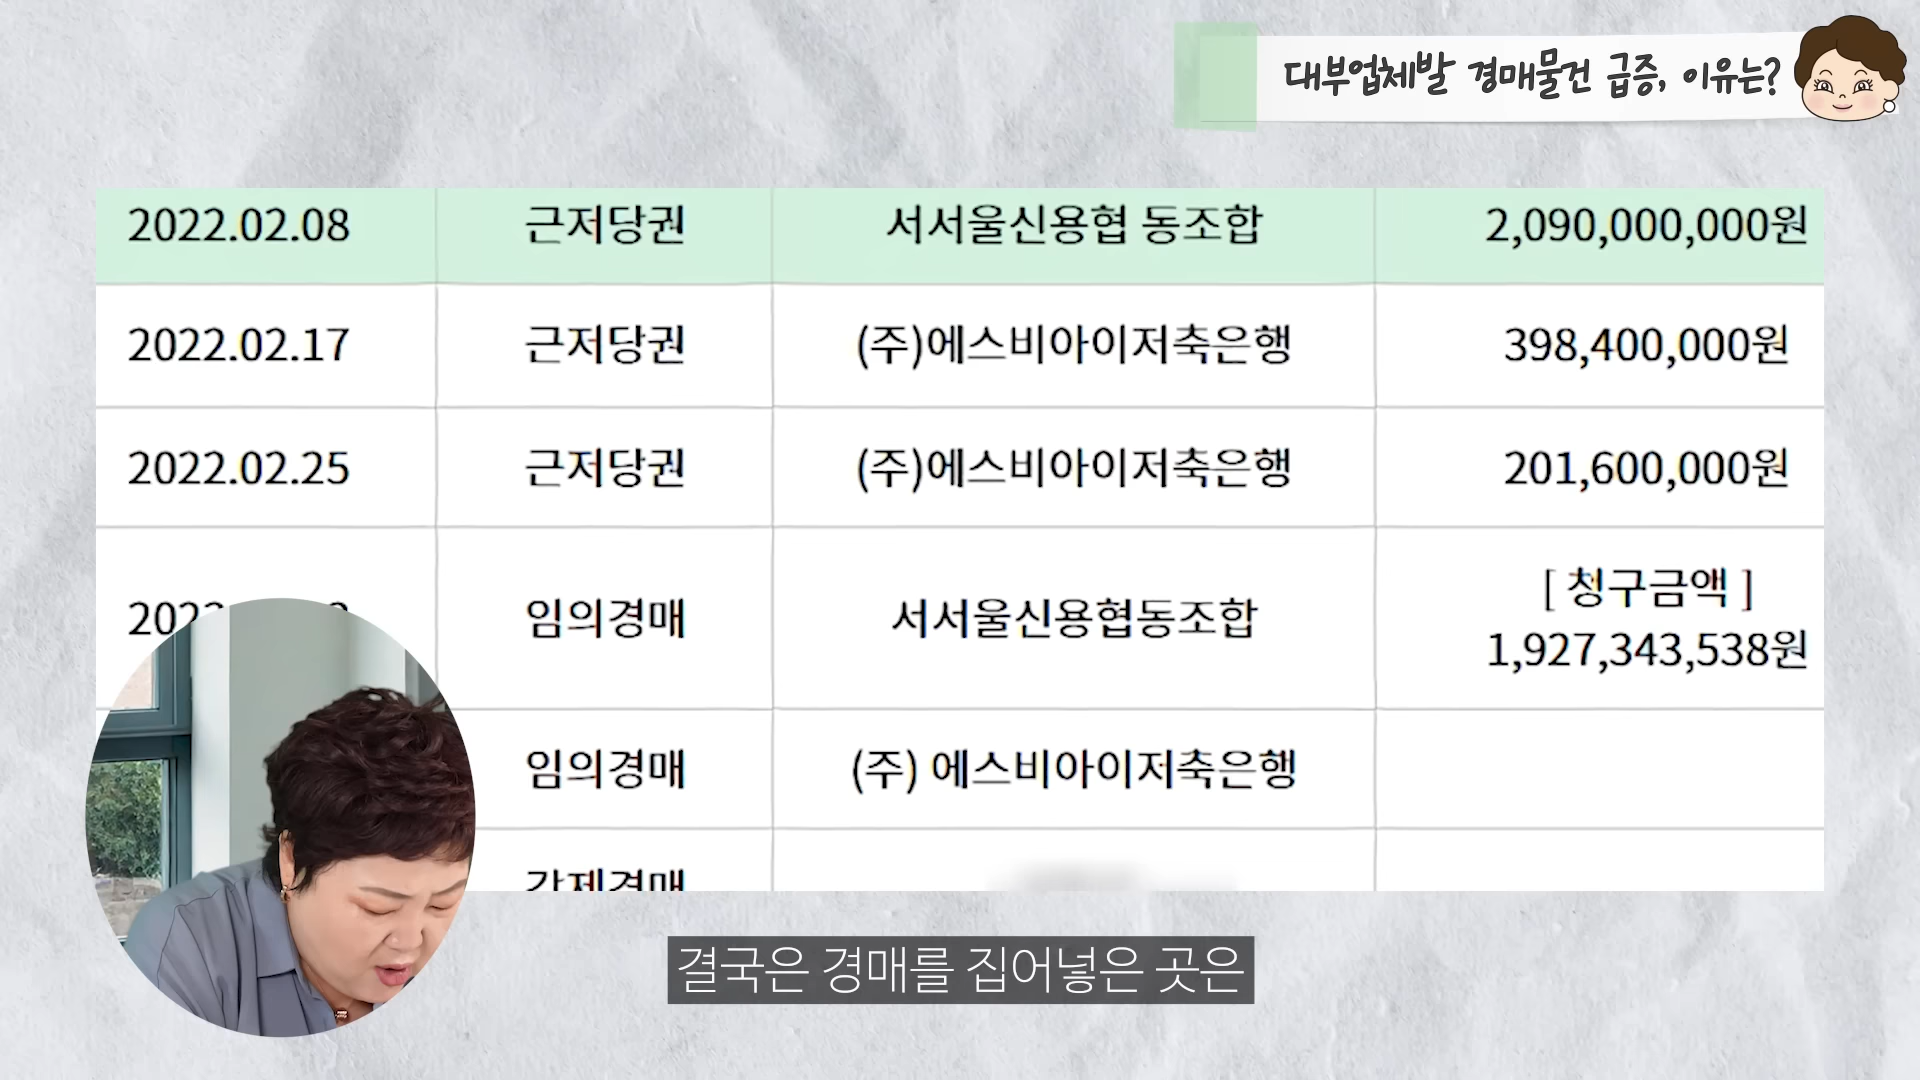 대부업체발 경매물건 급증, 이유는?
2022.02.08 근저당권 서서울신용협 동조합 2,090,000,000원
2022.02.17 근저당권 (주)에스비아이저축은행 398,400,000원
2022.02.25 근저당권 (주)에스비아이저축은행 201,600,000원
[ 청구금액 ]
임의경매 서서울신용협동조합 1,927,343,538원
임의경매 (주) 에스비아이저축은행
강제경매
결국은 경매를 집어넣은 곳은